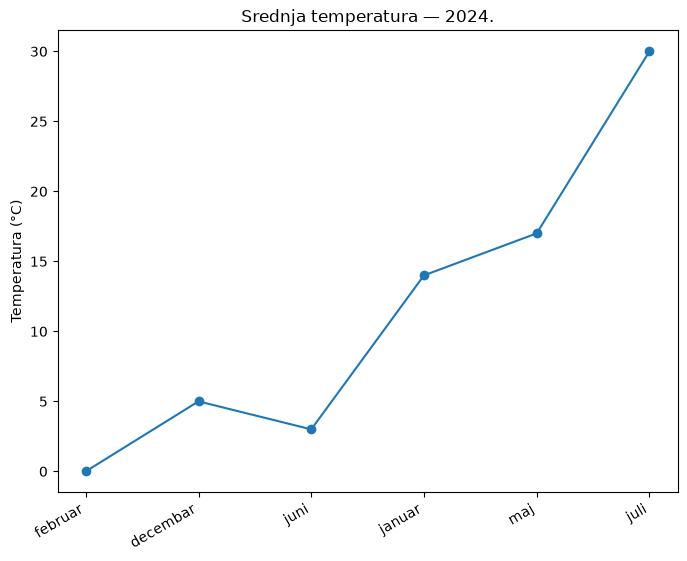 Srednja temperatura — 2024.
Temperatura (°C)
30
25
20
15
10
5
0
februar
decembar
juni
januar
maj
juli